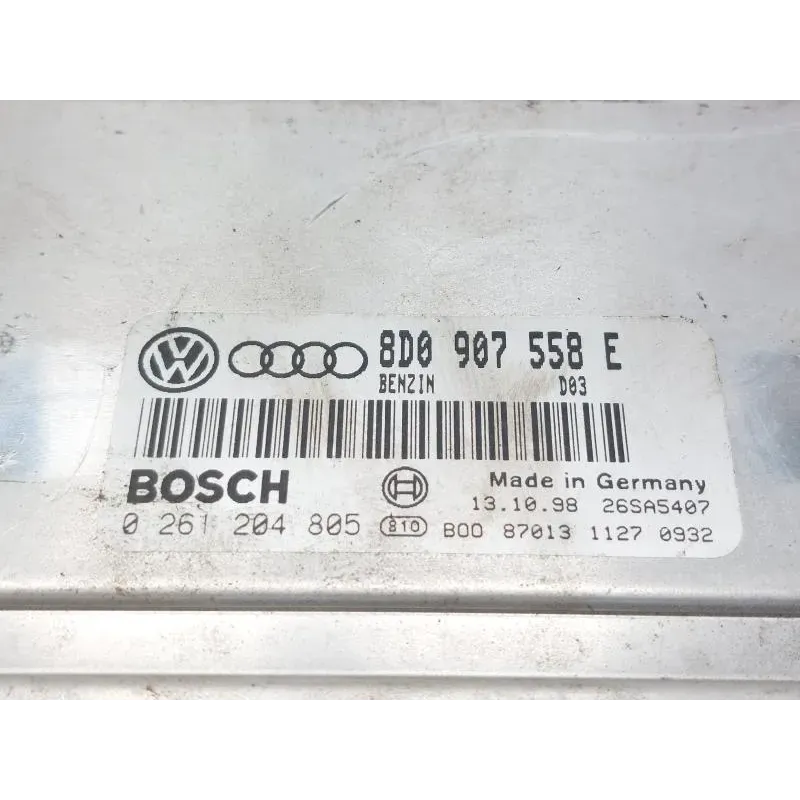 8D0 907 558 E
BENZIN D03
BOSCH Made in Germany
13.10.98 26SA5407
0 261 204 805 810 B00 87013 1127 0932